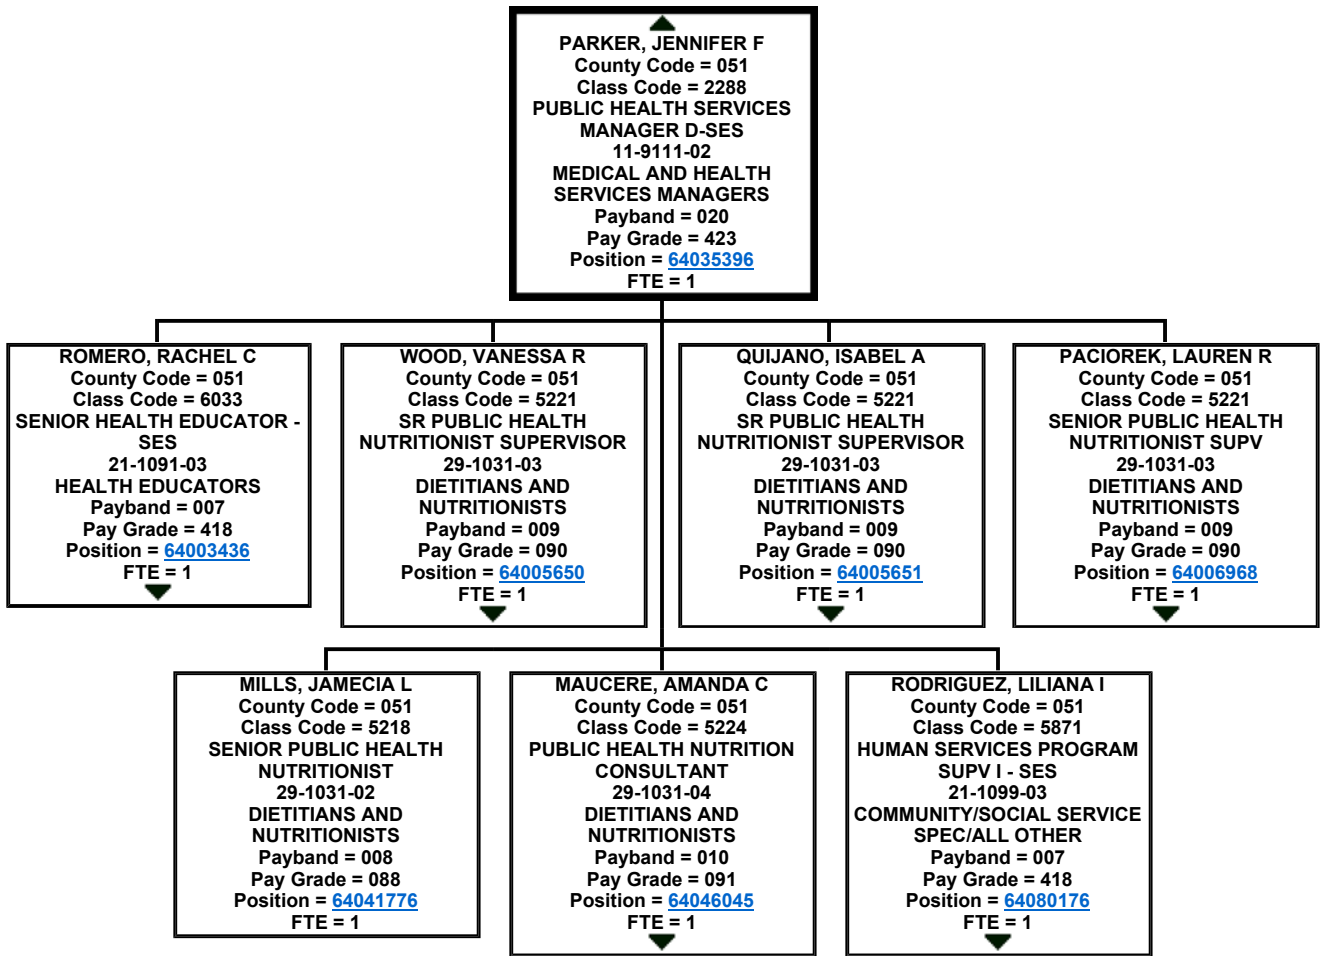 PARKER, JENNIFER F
County Code = 051
Class Code = 2288
PUBLIC HEALTH SERVICES
MANAGER D-SES
11-9111-02
MEDICAL AND HEALTH
SERVICES MANAGERS
Payband = 020
Pay Grade = 423
Position = 64035396
FTE = 1
ROMERO, RACHEL C
County Code = 051
Class Code = 6033
SENIOR HEALTH EDUCATOR -
SES
21-1091-03
HEALTH EDUCATORS
Payband = 007
Pay Grade = 418
Position = 64003436
FTE = 1
WOOD, VANESSA R
County Code = 051
Class Code = 5221
SR PUBLIC HEALTH
NUTRITIONIST SUPERVISOR
29-1031-03
DIETITIANS AND
NUTRITIONISTS
Payband = 009
Pay Grade = 090
Position = 64005650
FTE = 1
QUIJANO, ISABEL A
County Code = 051
Class Code = 5221
SR PUBLIC HEALTH
NUTRITIONIST SUPERVISOR
29-1031-03
DIETITIANS AND
NUTRITIONISTS
Payband = 009
Pay Grade = 090
Position = 64005651
FTE = 1
PACIOREK, LAUREN R
County Code = 051
Class Code = 5221
SENIOR PUBLIC HEALTH
NUTRITIONIST SUPV
29-1031-03
DIETITIANS AND
NUTRITIONISTS
Payband = 009
Pay Grade = 090
Position = 64006968
FTE = 1
MILLS, JAMECIA L
County Code = 051
Class Code = 5218
SENIOR PUBLIC HEALTH
NUTRITIONIST
29-1031-02
DIETITIANS AND
NUTRITIONISTS
Payband = 008
Pay Grade = 088
Position = 64041776
FTE = 1
MAUCERE, AMANDA C
County Code = 051
Class Code = 5224
PUBLIC HEALTH NUTRITION
CONSULTANT
29-1031-04
DIETITIANS AND
NUTRITIONISTS
Payband = 010
Pay Grade = 091
Position = 64046045
FTE = 1
RODRIGUEZ, LILIANA I
County Code = 051
Class Code = 5871
HUMAN SERVICES PROGRAM
SUPV I - SES
21-1099-03
COMMUNITY/SOCIAL SERVICE
SPEC/ALL OTHER
Payband = 007
Pay Grade = 418
Position = 64080176
FTE = 1